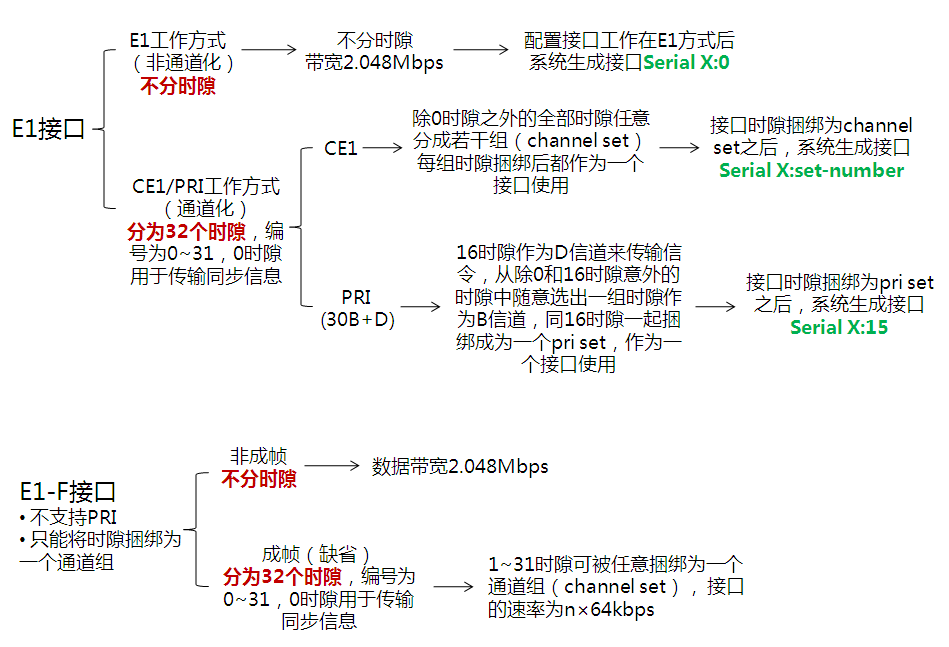 E1接口
E1工作方式
（非通道化）
不分时隙
不分时隙
带宽2.048Mbps
配置接口工作在E1方式后
系统生成接口Serial X:0
CE1/PRI工作方式
（通道化）
分为32个时隙，编
号为0~31，0时隙
用于传输同步信息
CE1
除0时隙之外的全部时隙任意
分成若干组（channel set）
每组时隙捆绑后都作为一个
接口使用
接口时隙捆绑为channel
set之后，系统生成接口
Serial X:set-number
PRI
(30B+D)
16时隙作为D信道来传输信
令，从除0和16时隙意外的
时隙中随意选出一组时隙作
为B信道，同16时隙一起捆
绑成为一个pri set，作为一
个接口使用
接口时隙捆绑为pri set
之后，系统生成接口
Serial X:15
E1-F接口
• 不支持PRI
• 只能将时隙捆绑为
一个通道组
非成帧
不分时隙
数据带宽2.048Mbps
成帧（缺省）
分为32个时隙，编号为
0~31，0时隙用于传输
同步信息
1~31时隙可被任意捆绑为一个
通道组（channel set），接口
的速率为n×64kbps